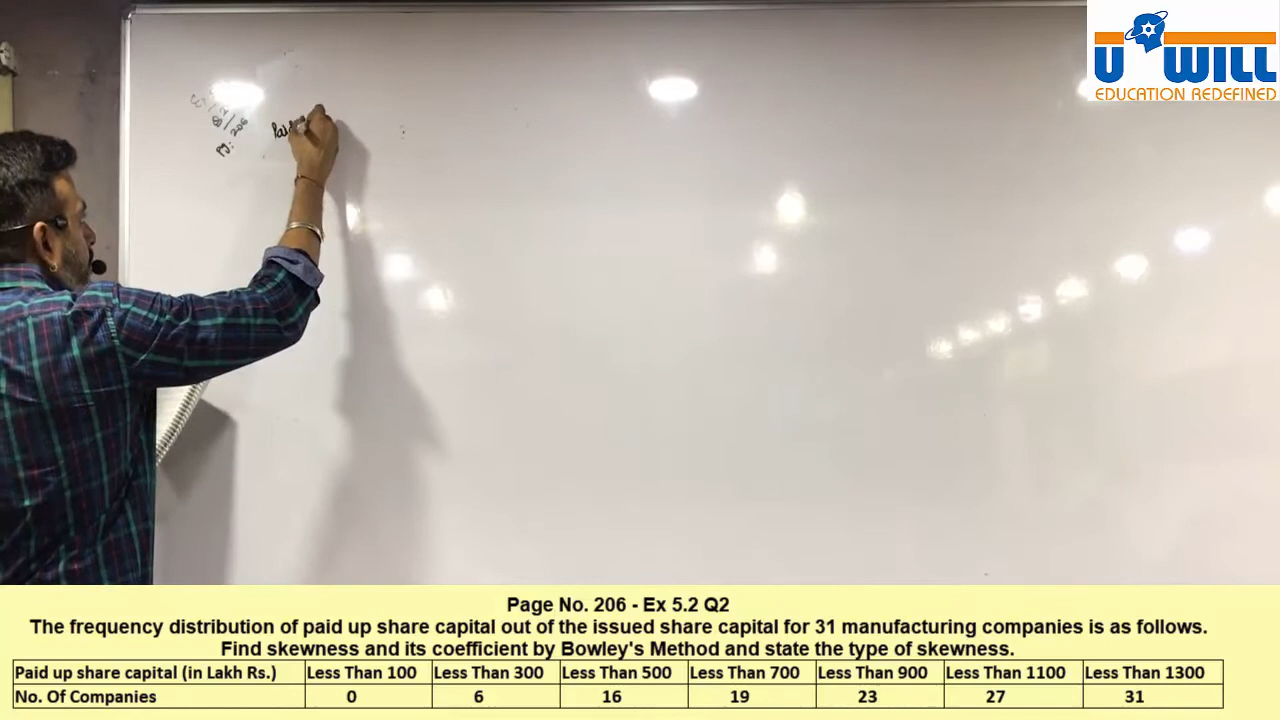 U WILL
EDUCATION REDEFINED
206
Pg:
Paid
Page No. 206 - Ex 5.2 Q2
The frequency distribution of paid up share capital out of the issued share capital for 31 manufacturing companies is as follows.
Find skewness and its coefficient by Bowley's Method and state the type of skewness.
Paid up share capital (in Lakh Rs.) Less Than 100 Less Than 300 Less Than 500 Less Than 700 Less Than 900 Less Than 1100 Less Than 1300
No. Of Companies 0 6 16 19 23 27 31